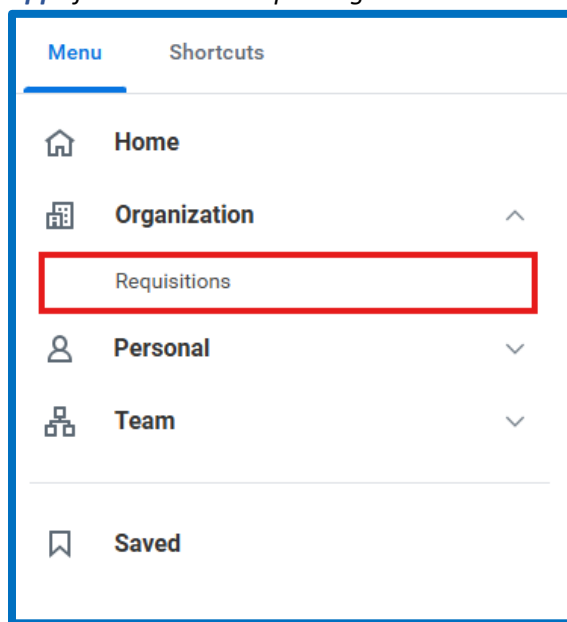 Menu Shortcuts
Home
Organization
Requisitions
Personal
Team
Saved